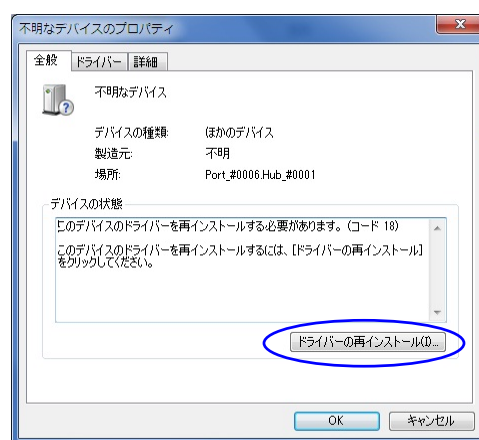 不明なデバイスのプロパティ
全般 ドライバー 詳細
不明なデバイス
デバイスの種類: ほかのデバイス
製造元: 不明
場所: Port_#0006.Hub_#0001
デバイスの状態
このデバイスのドライバーを再インストールする必要があります。 (コード 18)
このデバイスのドライバーを再インストールするには、[ドライバーの再インストール]
をクリックしてください。
ドライバーの再インストール(I)...
OK キャンセル